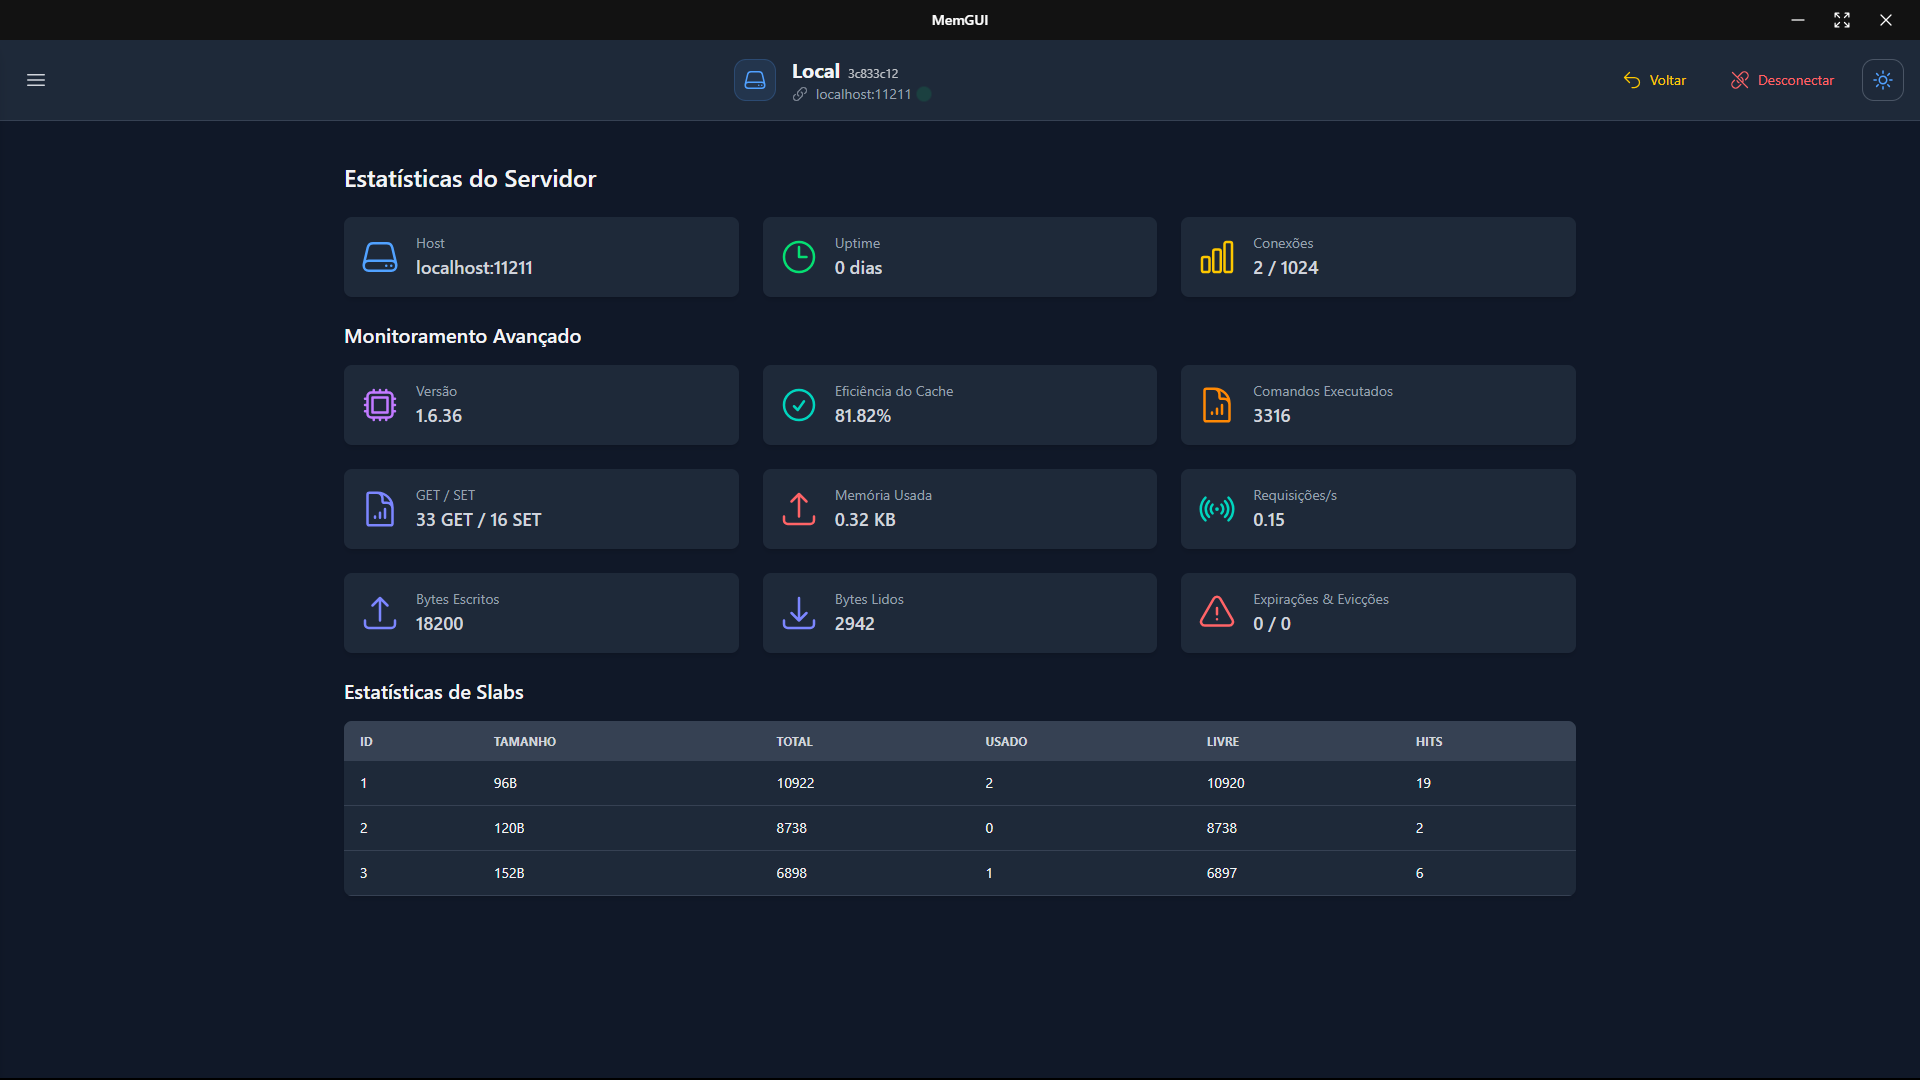 MemGUI
Local 3c833c12
localhost:11211
Voltar
Desconectar
Estatísticas do Servidor
Host
localhost:11211
Uptime
0 dias
Conexões
2 / 1024
Monitoramento Avançado
Versão
1.6.36
Eficiência do Cache
81.82%
Comandos Executados
3316
GET / SET
33 GET / 16 SET
Memória Usada
0.32 KB
Requisições/s
0.15
Bytes Escritos
18200
Bytes Lidos
2942
Expirações & Evicções
0 / 0
Estatísticas de Slabs
ID TAMANHO TOTAL USADO LIVRE HITS
1 96B 10922 2 10920 19
2 120B 8738 0 8738 2
3 152B 6898 1 6897 6